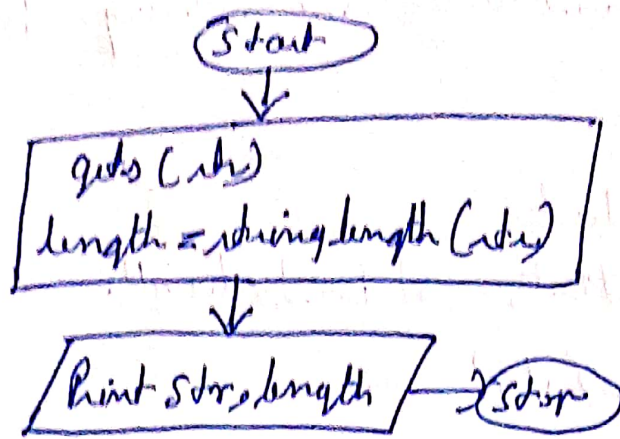 Start
gets (str)
length = string length (str)
Print str, length
stop